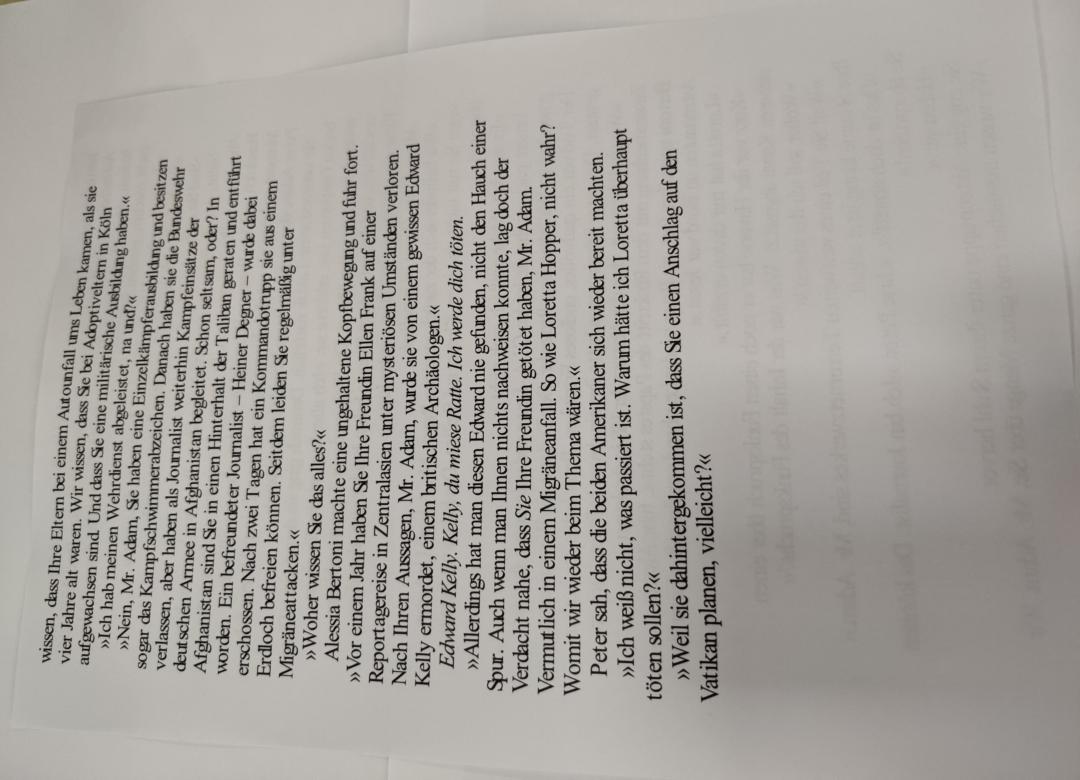 wissen, dass Ihre Eltern bei einem Autounfall ums Leben kamen, als sie
vier Jahre alt waren. Wir wissen, dass Sie bei Adoptiveltern in Köln
aufgewachsen sind. Und dass Sie eine militärische Ausbildung haben.«
»Ich hab meinen Wehrdienst abgeleistet, na und?«
»Nein, Mr. Adam, Sie haben eine Einzelkämpferausbildung und besitzen
sogar das Kampfschwimmerabzeichen. Danach haben sie die Bundeswehr
verlassen, aber haben als Journalist weiterhin Kampfeinsätze der
deutschen Armee in Afghanistan begleitet. Schon seltsam, oder? In
Afghanistan sind Sie in einen Hinterhalt der Taliban geraten und entführt
worden. Ein befreundeter Journalist – Heiner Degner – wurde dabei
erschossen. Nach zwei Tagen hat ein Kommandotrupp sie aus einem
Erdloch befreien können. Seitdem leiden Sie regelmäßig unter
Migräneattacken.«
»Woher wissen Sie das alles?«
Alessia Bertoni machte eine ungehaltene Kopfbewegung und fuhr fort.
»Vor einem Jahr haben Sie Ihre Freundin Ellen Frank auf einer
Reportagereise in Zentralasien unter mysteriösen Umständen verloren.
Nach Ihren Aussagen, Mr. Adam, wurde sie von einem gewissen Edward
Kelly ermordet, einem britischen Archäologen.«
Edward Kelly. Kelly, du miese Ratte. Ich werde dich töten.
»Allerdings hat man diesen Edward nie gefunden, nicht den Hauch einer
Spur. Auch wenn man Ihnen nichts nachweisen konnte, lag doch der
Verdacht nahe, dass Sie Ihre Freundin getötet haben, Mr. Adam.
Vermutlich in einem Migräneanfall. So wie Loretta Hopper, nicht wahr?
Womit wir wieder beim Thema wären.«
Peter sah, dass die beiden Amerikaner sich wieder bereit machten.
»Ich weiß nicht, was passiert ist. Warum hätte ich Loretta überhaupt
töten sollen?«
»Weil sie dahintergekommen ist, dass Sie einen Anschlag auf den
Vatikan planen, vielleicht?«